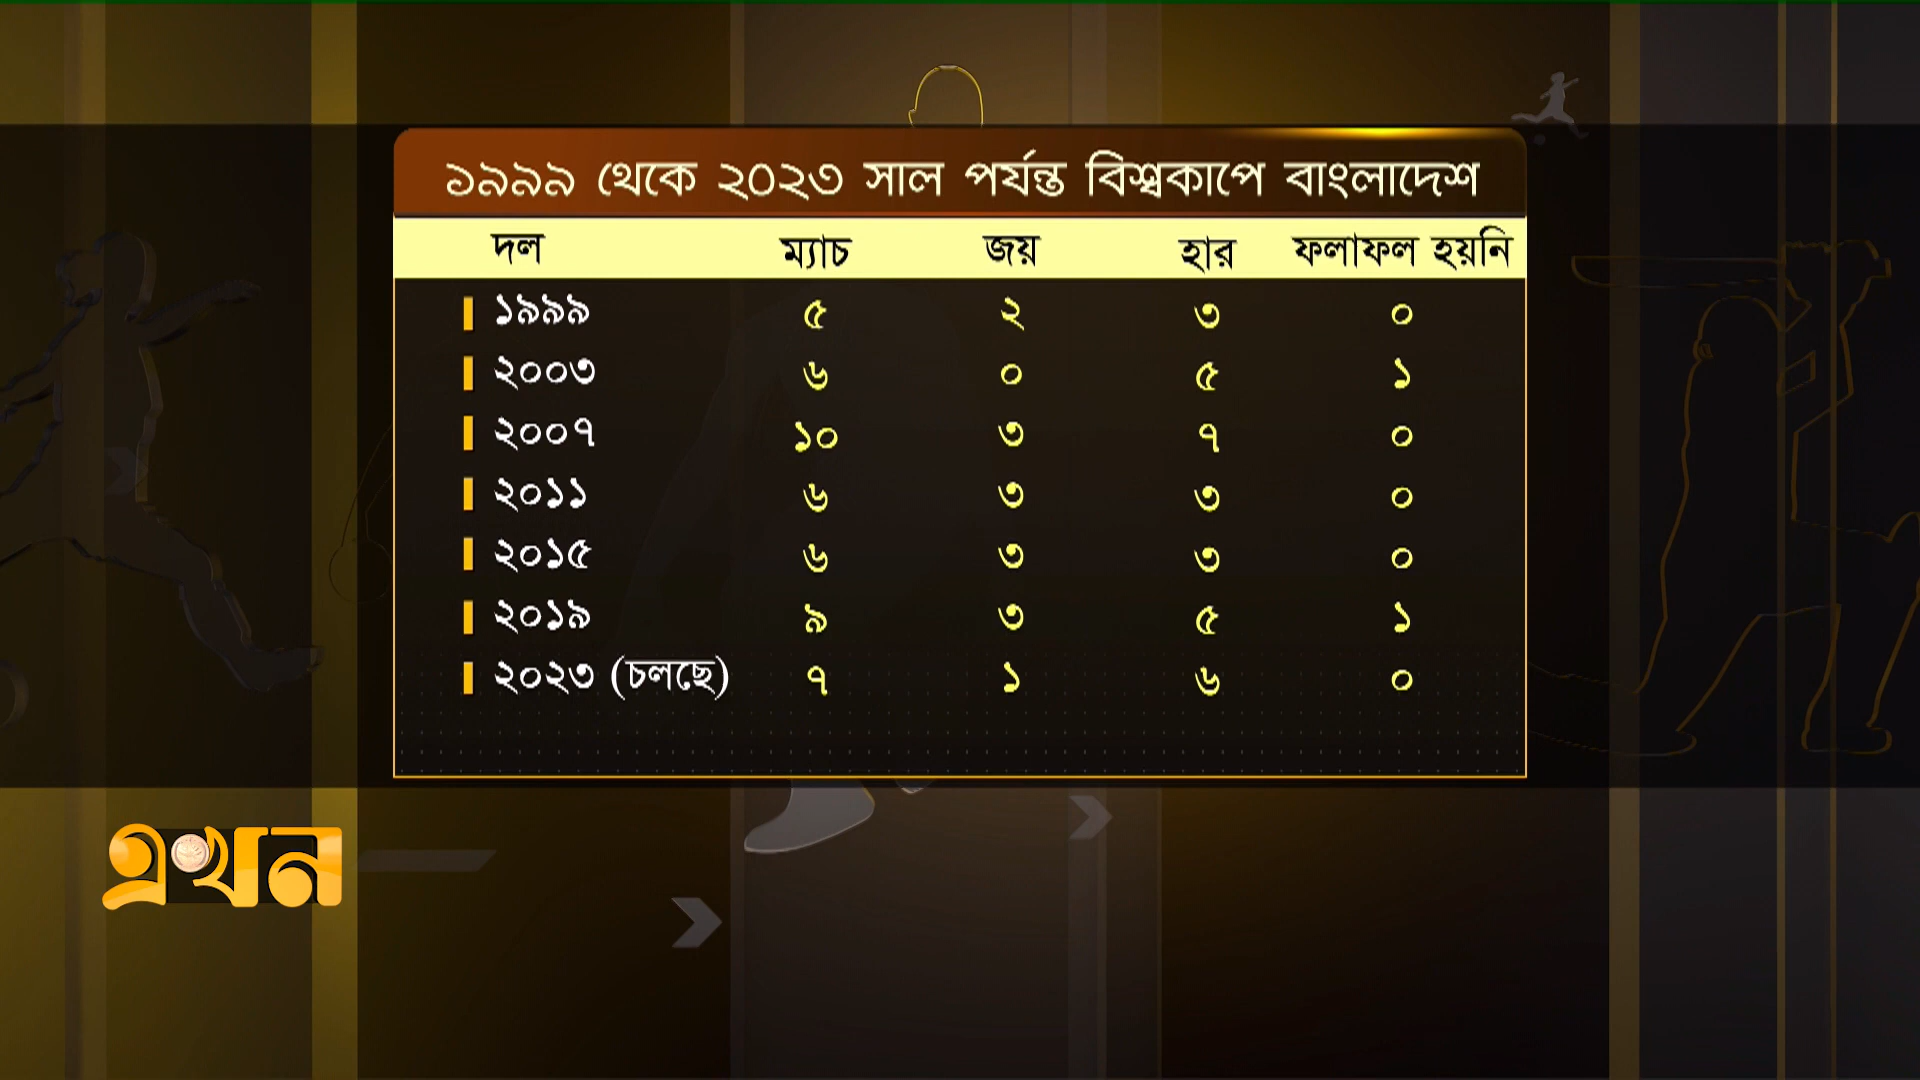 ১৯৯৯ থেকে ২০২৩ সাল পর্যন্ত বিশ্বকাপে বাংলাদেশ
দল ম্যাচ জয় হার ফলাফল হয়নি
১৯৯৯ ৫ ২ ৩ ০
২০০৩ ৬ ০ ৫ ১
২০০৭ ১০ ৩ ৭ ০
২০১১ ৬ ৩ ৩ ০
২০১৫ ৬ ৩ ৩ ০
২০১৯ ৯ ৩ ৫ ১
২০২৩ (চলছে) ৭ ১ ৬ ০
এখন